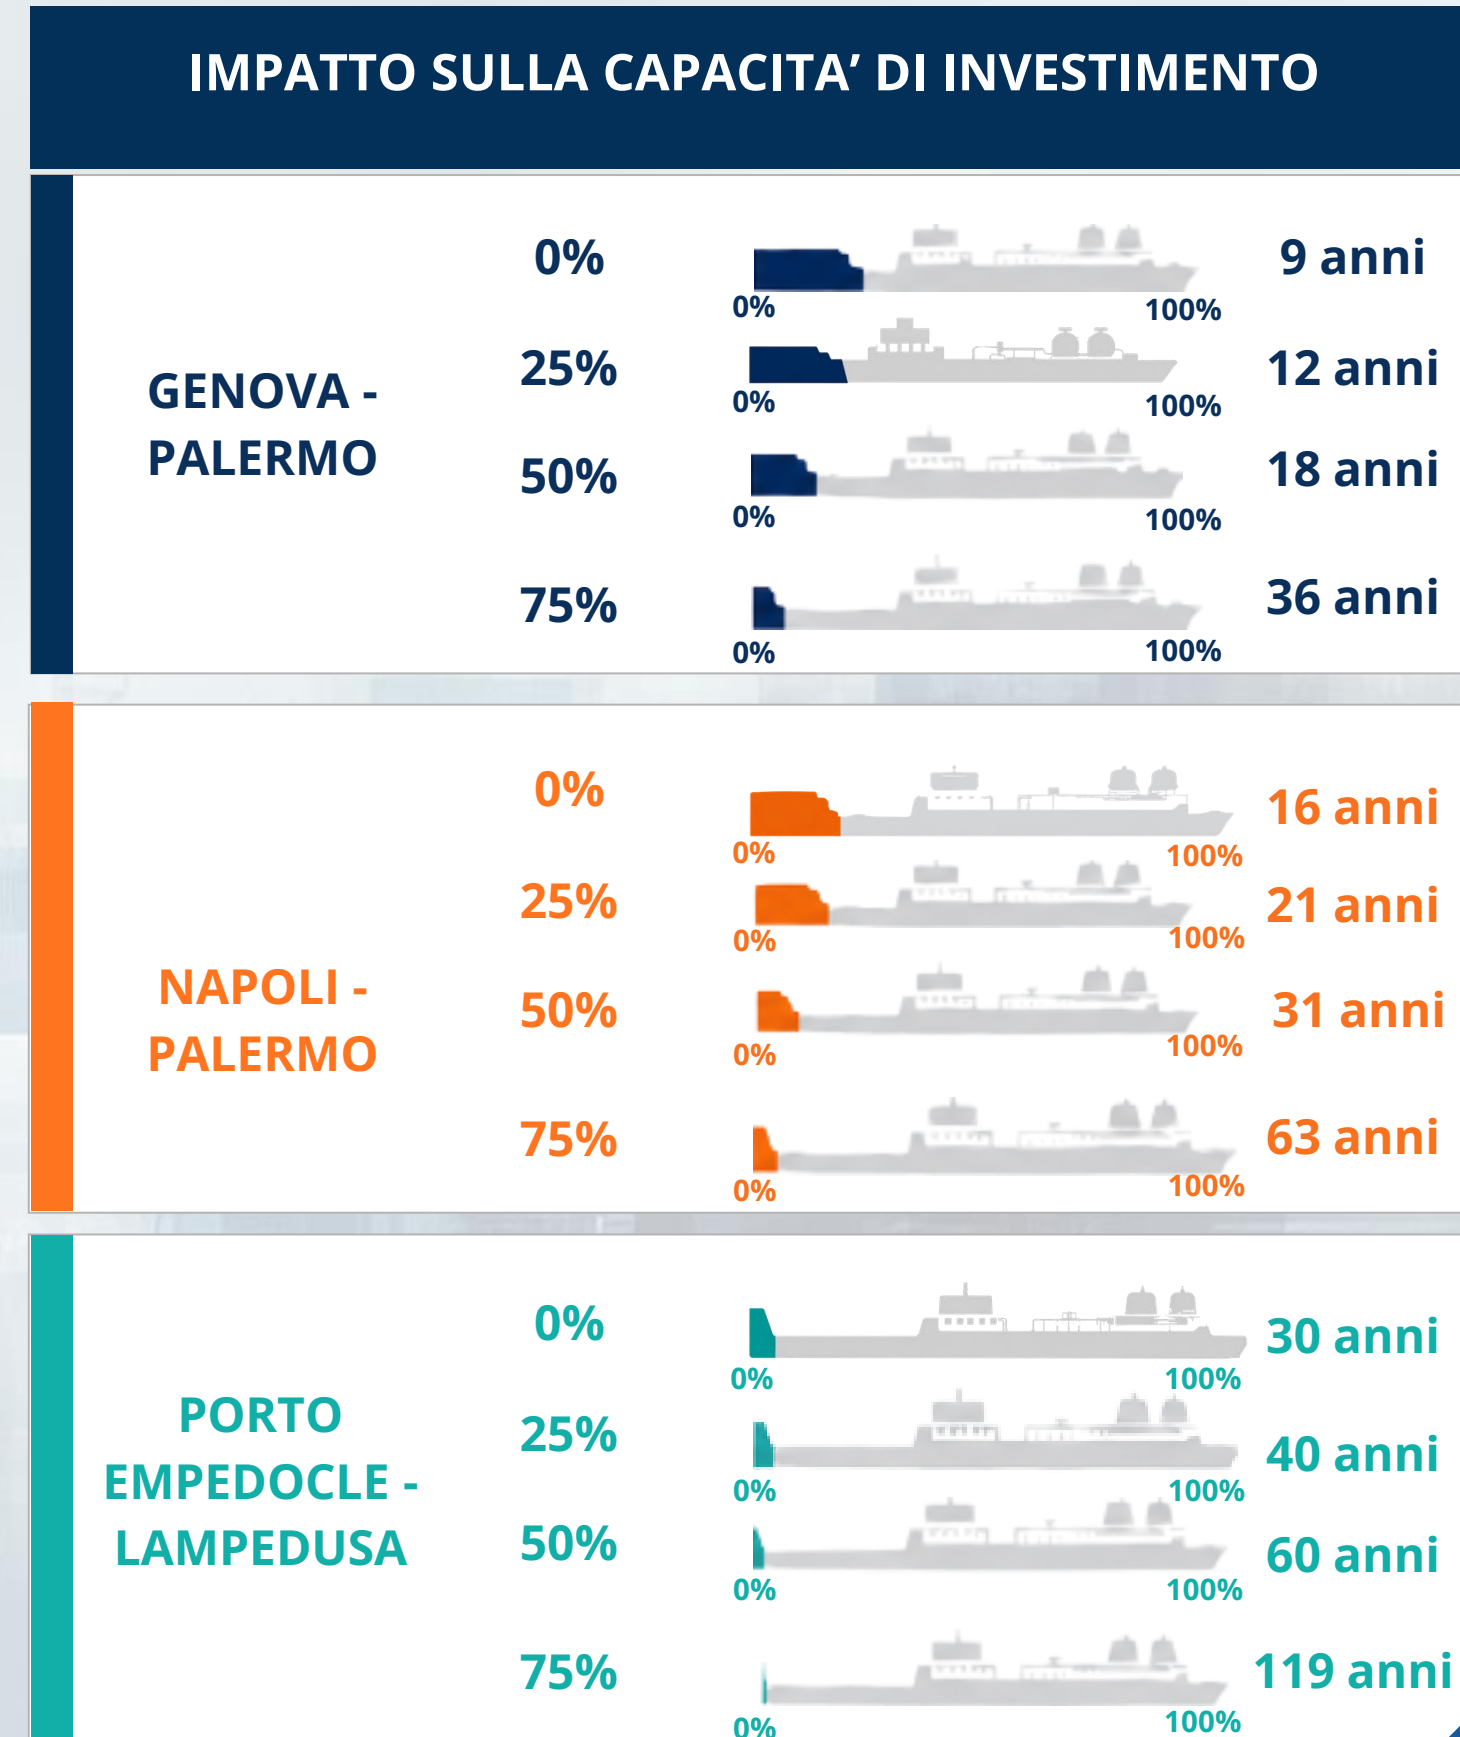 IMPATTO SULLA CAPACITA’ DI INVESTIMENTO
GENOVA -
PALERMO
0%
0%
100%
9 anni
25%
0%
100%
12 anni
50%
0%
100%
18 anni
75%
0%
100%
36 anni
NAPOLI -
PALERMO
0%
0%
100%
16 anni
25%
0%
100%
21 anni
50%
0%
100%
31 anni
75%
0%
100%
63 anni
PORTO
EMPEDOCLE -
LAMPEDUSA
0%
0%
100%
30 anni
25%
0%
100%
40 anni
50%
0%
100%
60 anni
75%
0%
100%
119 anni